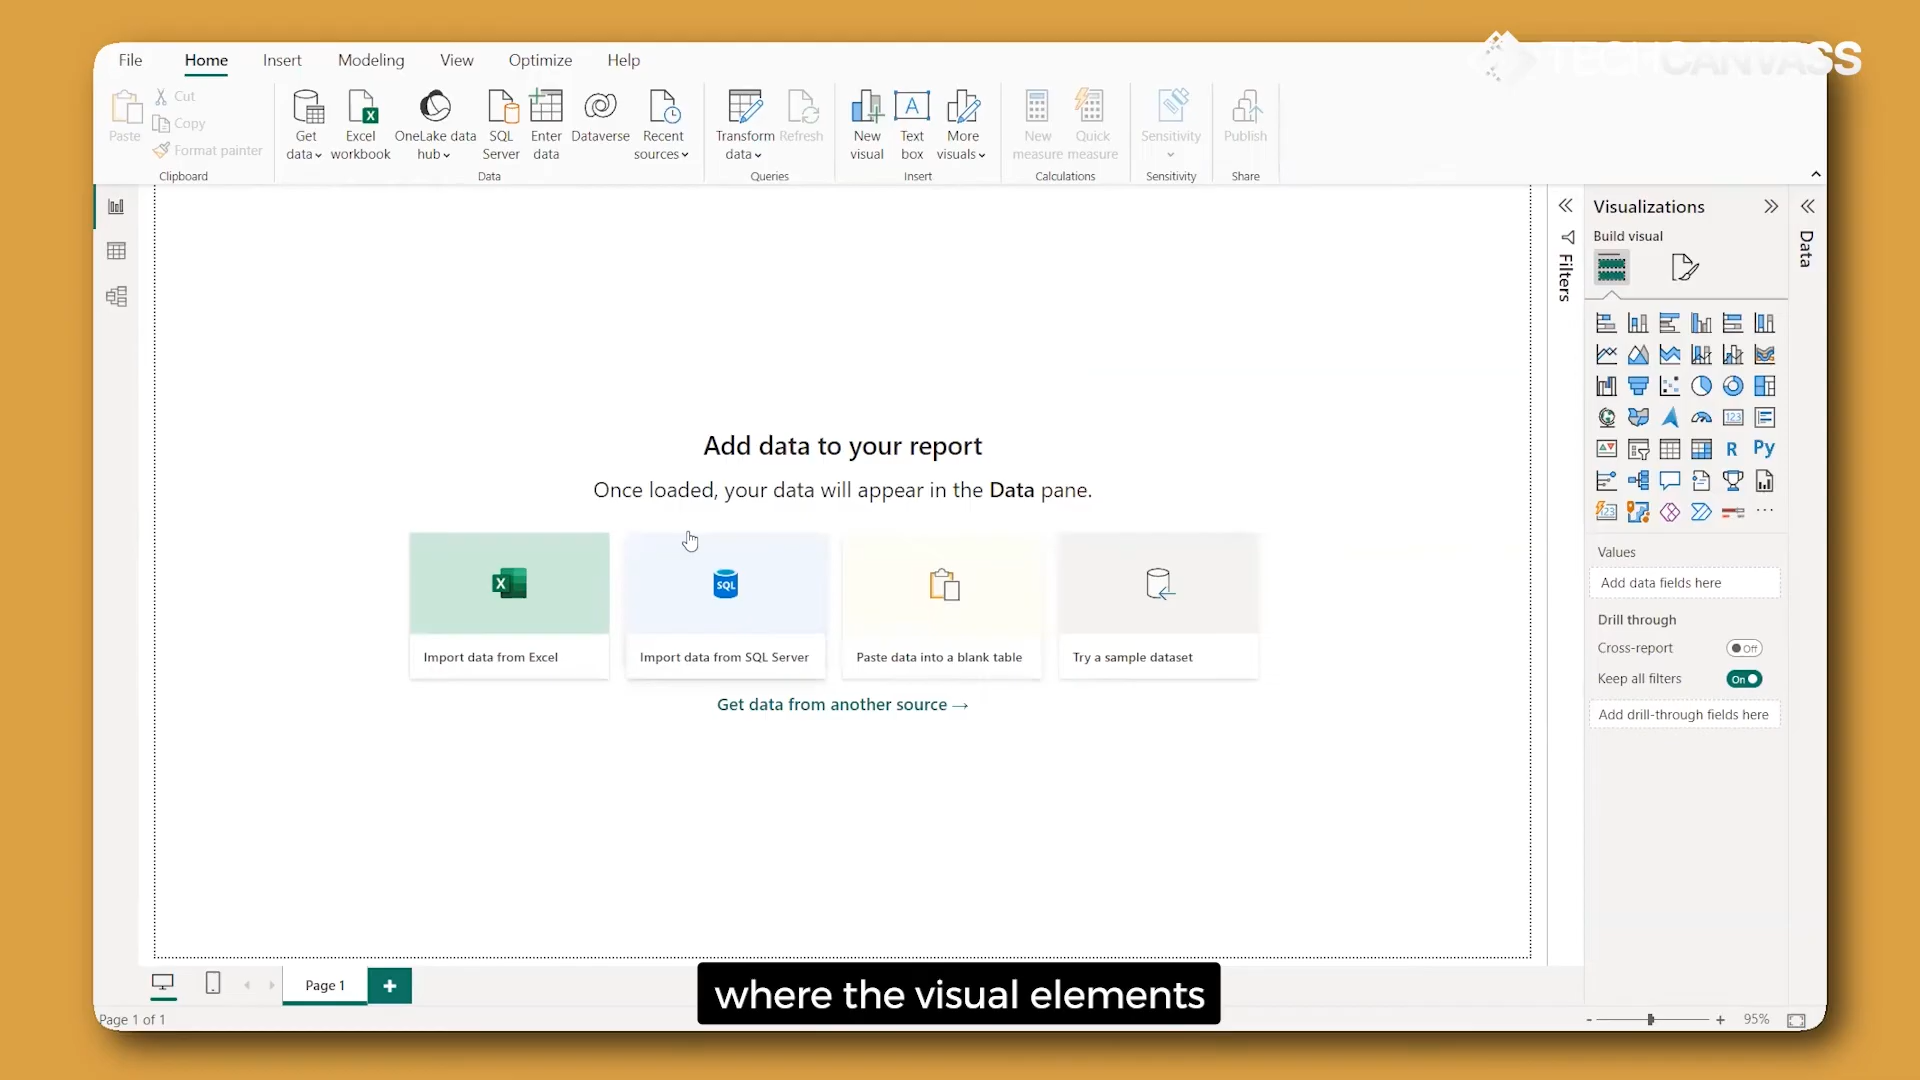 TECHCANVASS
File Home Insert Modeling View Optimize Help
Paste
Cut
Copy
Format painter
Clipboard
Get data
Excel workbook
OneLake data hub
SQL Server
Enter data
Dataverse
Recent sources
Data
Transform data
Refresh
Queries
New visual
Text box
More visuals
Insert
New measure
Quick measure
Calculations
Sensitivity
Sensitivity
Publish
Share
Filters
Visualizations
Build visual
Data
Add data to your report
Once loaded, your data will appear in the Data pane.
Import data from Excel
SQL
Import data from SQL Server
Paste data into a blank table
Try a sample dataset
Get data from another source →
123
R
Py
123
Values
Add data fields here
Drill through
Cross-report
Off
Keep all filters
On
Add drill-through fields here
Page 1
+
where the visual elements
Page 1 of 1
- + 95%